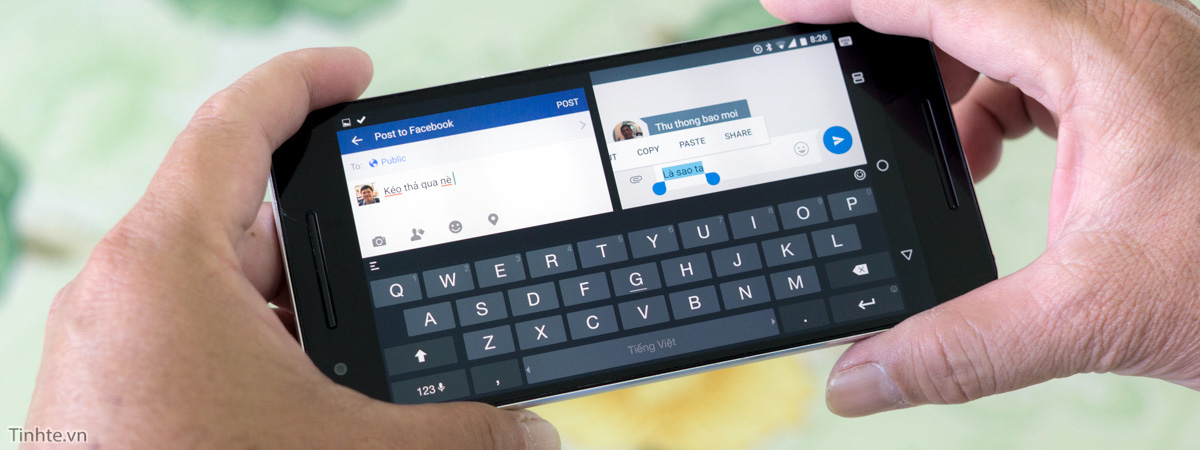 8:26
Post to Facebook
POST
To: Public
Kéo thả qua nè
Thu thong bao moi
COPY PASTE SHARE
Là sao ta
Q W E R T Y U I O P
A S D F G H J K L
Z X C V B N M
123 , Tiếng Việt .
Tinhte.vn